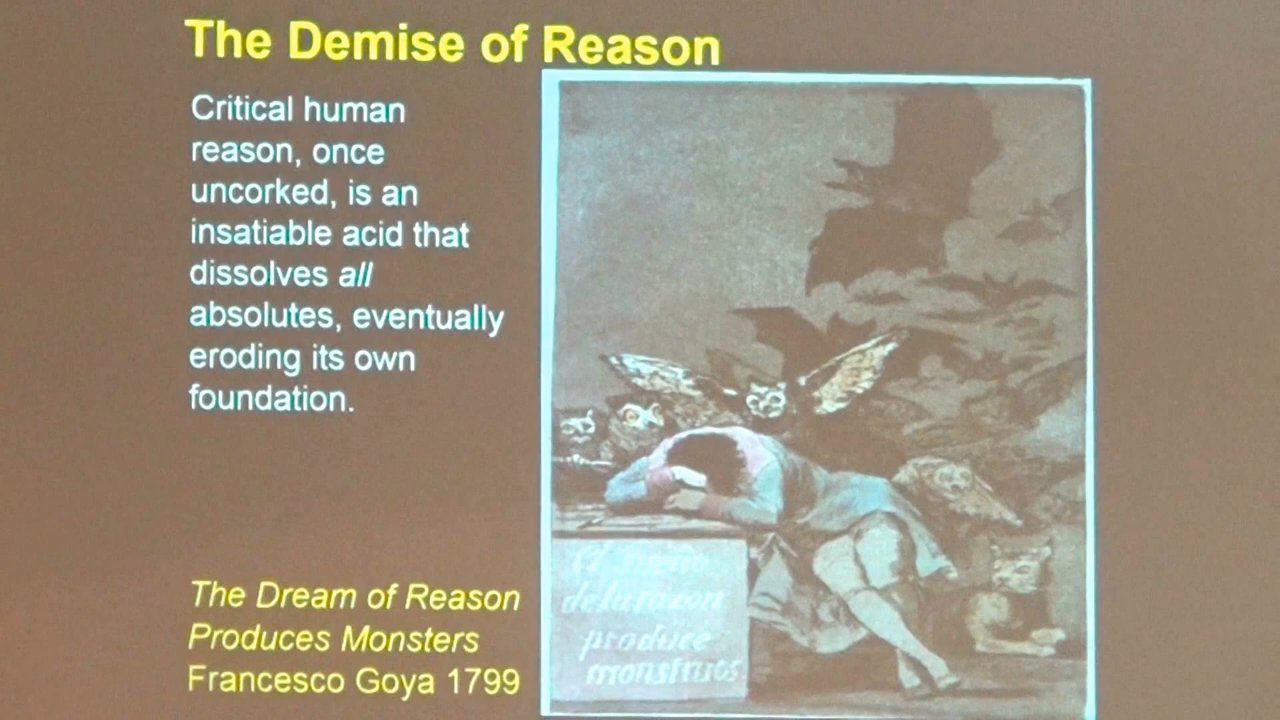 The Demise of Reason
Critical human
reason, once
uncorked, is an
insatiable acid that
dissolves all
absolutes, eventually
eroding its own
foundation.
The Dream of Reason
Produces Monsters
Francesco Goya 1799
El sueño
de la razon
produce
monstruos.